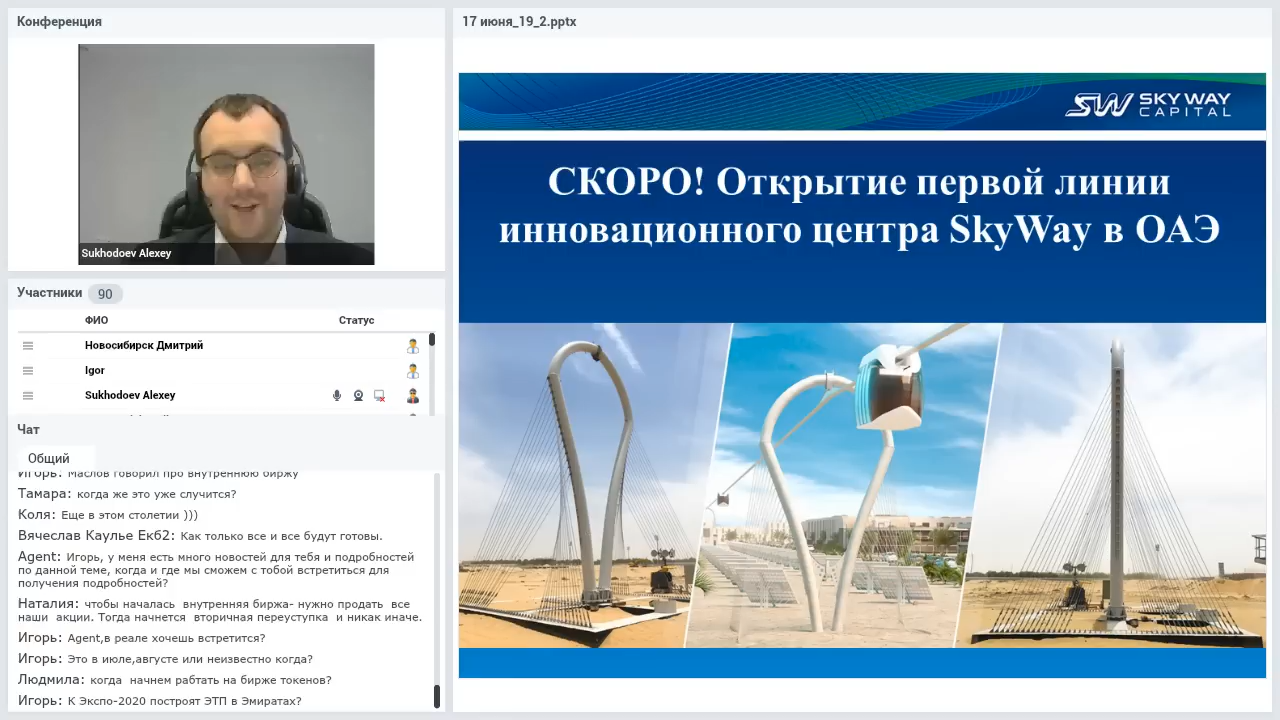 Конференция
Sukhodoev Alexey
Участники 90
ФИО Статус
Новосибирск Дмитрий
Igor
Sukhodoev Alexey
Чат
Общий
Игорь: Маслов говорил про внутреннюю биржу
Тамара: когда же это уже случится?
Коля: Еще в этом столетии )))
Вячеслав Каулье Екб2: Как только все и все будут готовы.
Agent: Игорь, у меня есть много новостей для тебя и подробностей
по данной теме, когда и где мы сможем с тобой встретиться для
получения подробностей?
Наталия: чтобы началась внутренняя биржа- нужно продать все
наши акции. Тогда начнется вторичная переуступка и никак иначе.
Игорь: Agent,в реале хочешь встретится?
Игорь: Это в июле,августе или неизвестно когда?
Людмила: когда начнем рабтать на бирже токенов?
Игорь: К Экспо-2020 построят ЭТП в Эмиратах?
17 июня_19_2.pptx
SW SKY WAY
CAPITAL
СКОРО! Открытие первой линии
инновационного центра SkyWay в ОАЭ